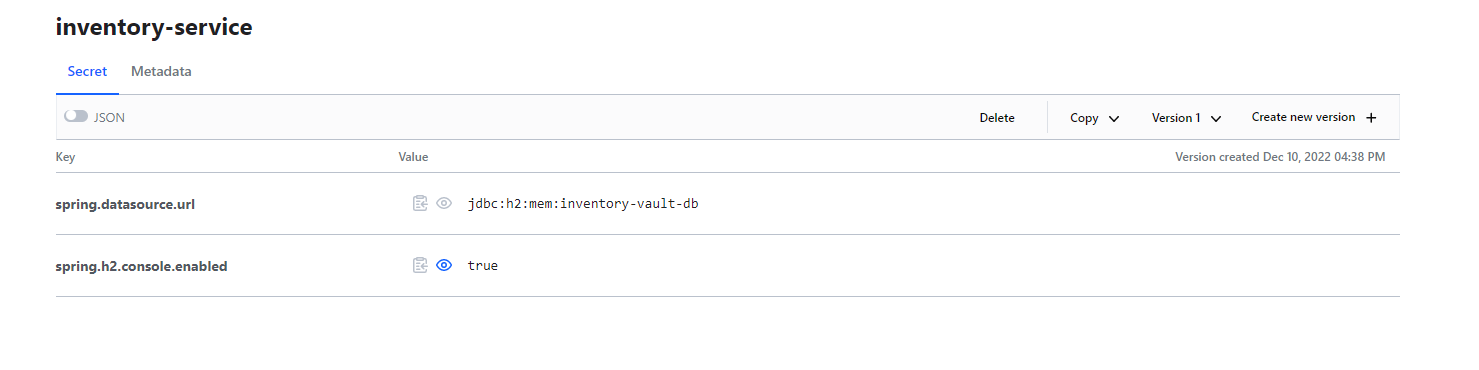 inventory-service
Secret Metadata
JSON Delete Copy Version 1 Create new version +
Key Value Version created Dec 10, 2022 04:38 PM
spring.datasource.url jdbc:h2:mem:inventory-vault-db
spring.h2.console.enabled true